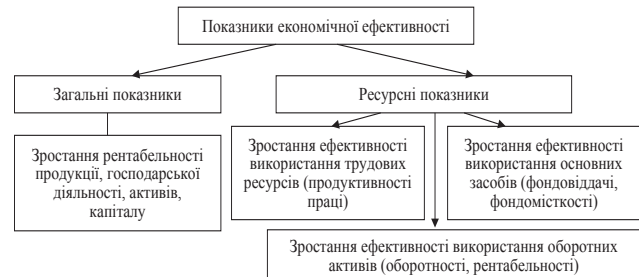 Показники економічної ефективності
Загальні показники
Ресурсні показники
Зростання рентабельності
продукції, господарської
діяльності, активів,
капіталу
Зростання ефективності
використання трудових
ресурсів (продуктивності
праці)
Зростання ефективності
використання основних
засобів (фондовіддачі,
фондомісткості)
Зростання ефективності використання оборотних
активів (оборотності, рентабельності)